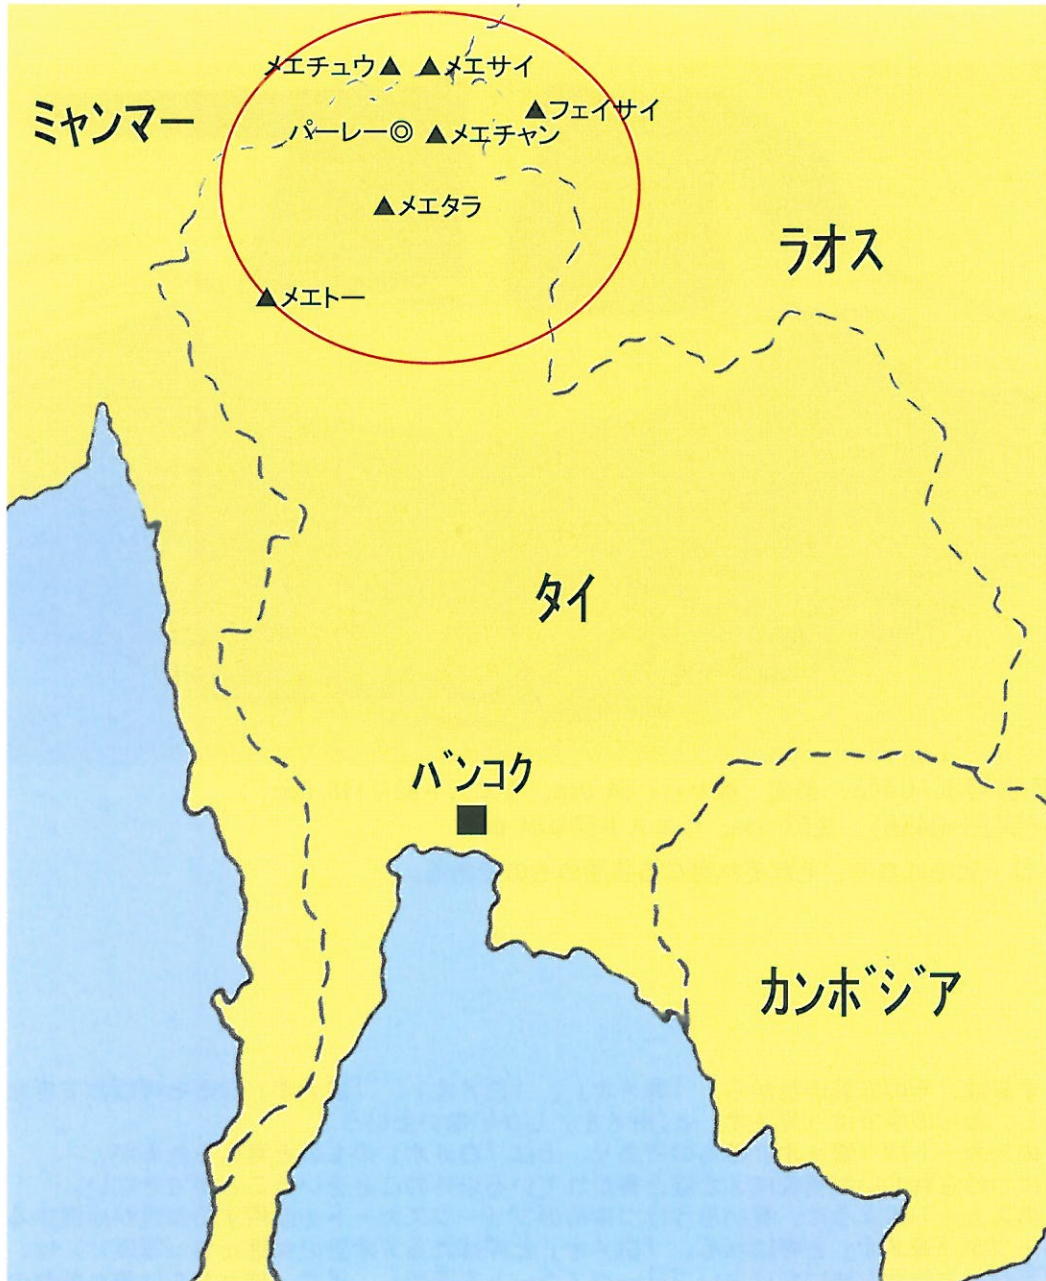 メエチュウ▲ ▲メエサイ
▲フェイサイ
ミャンマー
パーレー◎ ▲メエチャン
▲メエタラ
ラオス
▲メエトー
タイ
バンコク
カンボジア